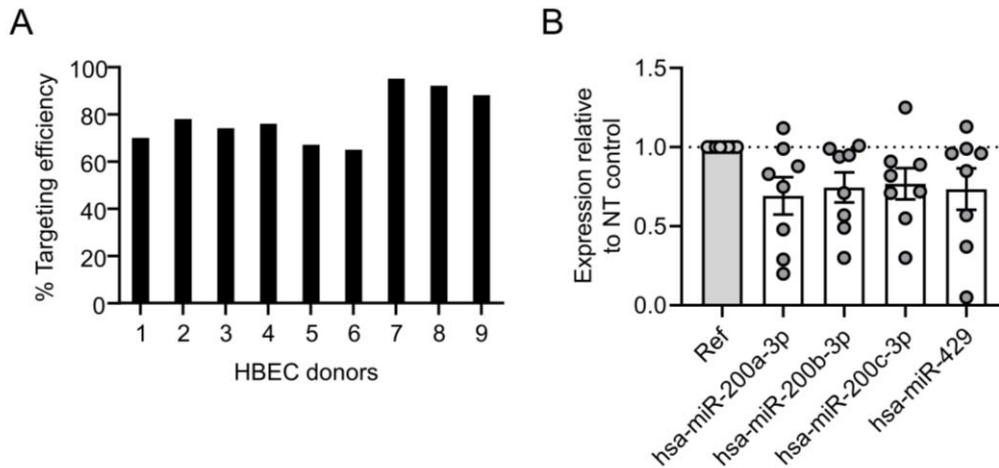 A
% Targeting efficiency
100
80
60
40
20
0
1 2 3 4 5 6 7 8 9
HBEC donors
B
Expression relative
to NT control
1.5
1.0
0.5
0.0
Ref
hsa-miR-200a-3p
hsa-miR-200b-3p
hsa-miR-200c-3p
hsa-miR-429